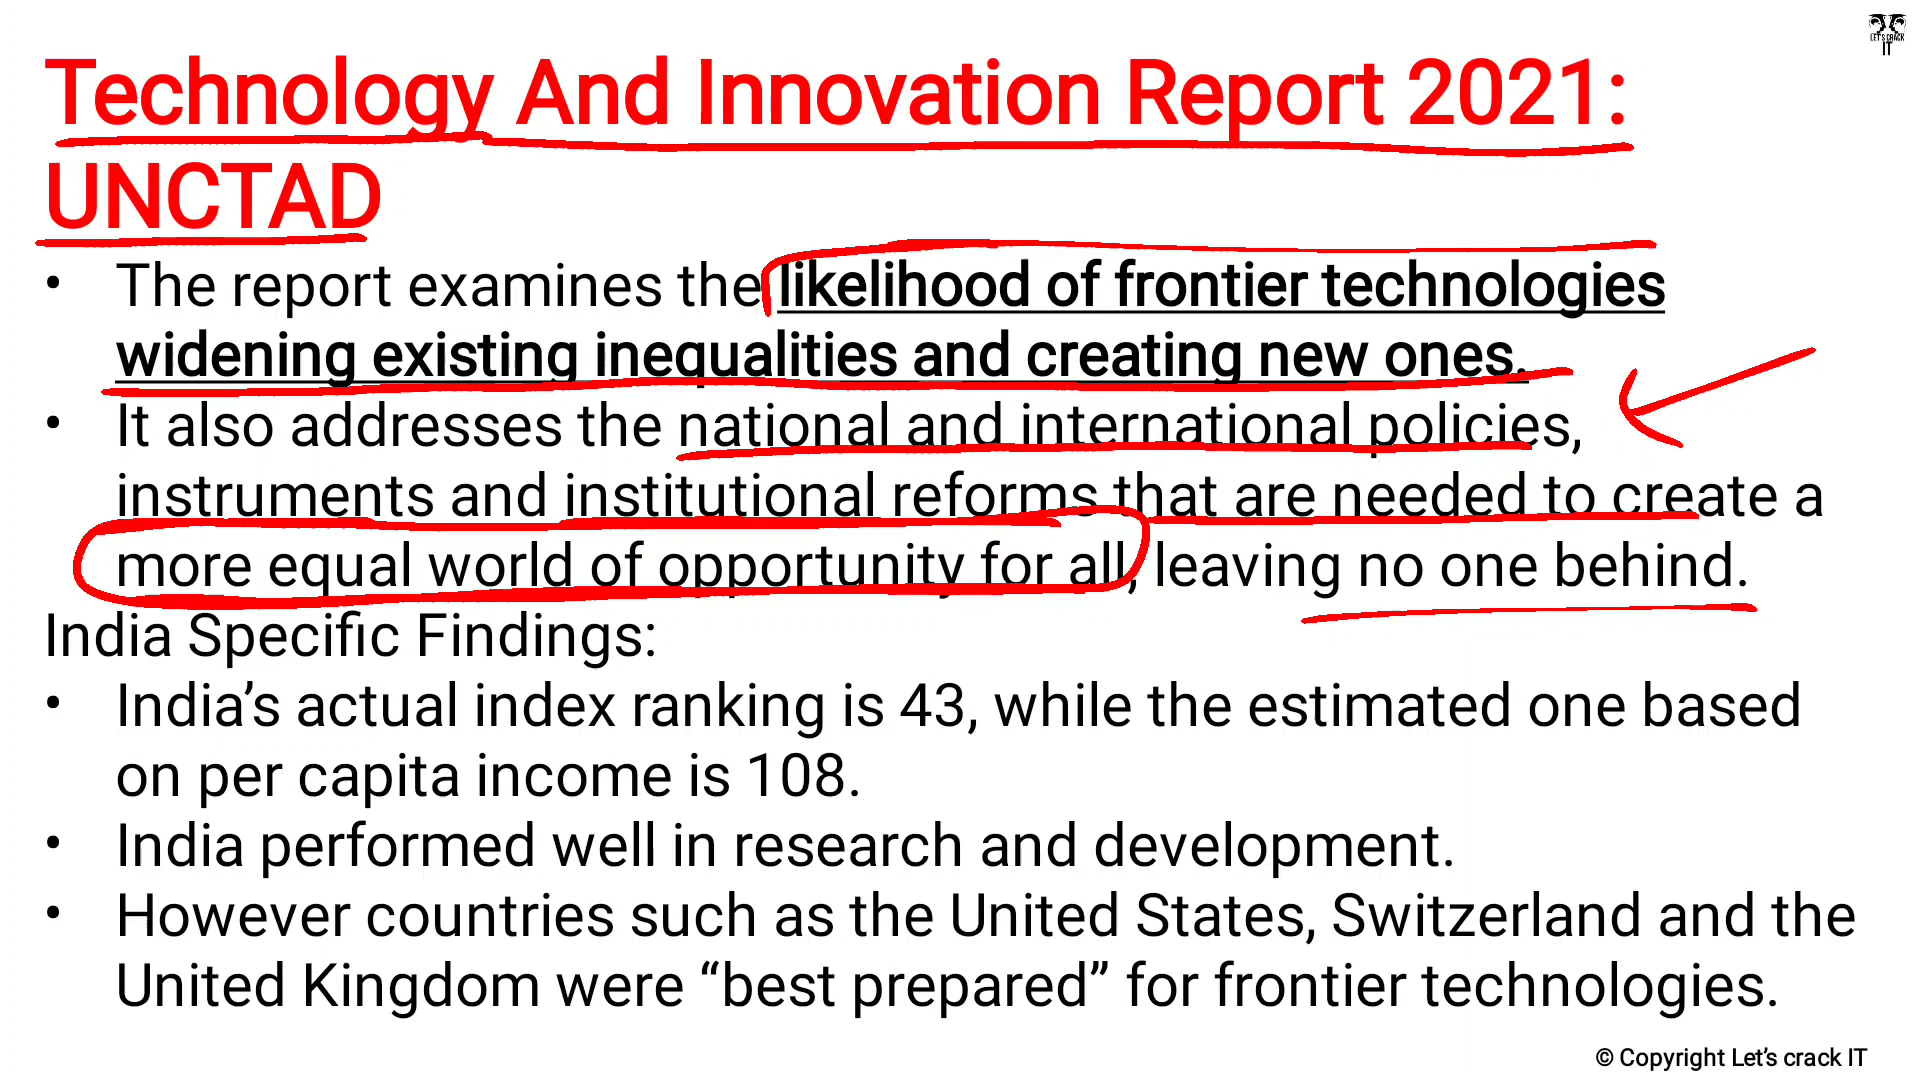 LET'S CRACK
IT
Technology And Innovation Report 2021:
UNCTAD
• The report examines the likelihood of frontier technologies
widening existing inequalities and creating new ones.
• It also addresses the national and international policies,
instruments and institutional reforms that are needed to create a
more equal world of opportunity for all, leaving no one behind.
India Specific Findings:
• India’s actual index ranking is 43, while the estimated one based
on per capita income is 108.
• India performed well in research and development.
• However countries such as the United States, Switzerland and the
United Kingdom were “best prepared” for frontier technologies.
© Copyright Let’s crack IT